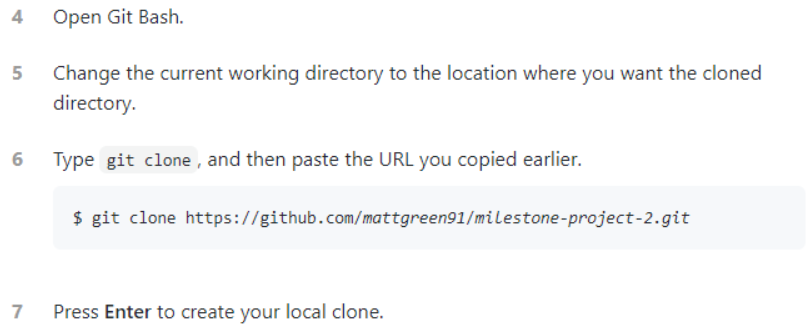 4 Open Git Bash.
5 Change the current working directory to the location where you want the cloned
directory.
6 Type git clone, and then paste the URL you copied earlier.
$ git clone https://github.com/mattgreen91/milestone-project-2.git
7 Press Enter to create your local clone.